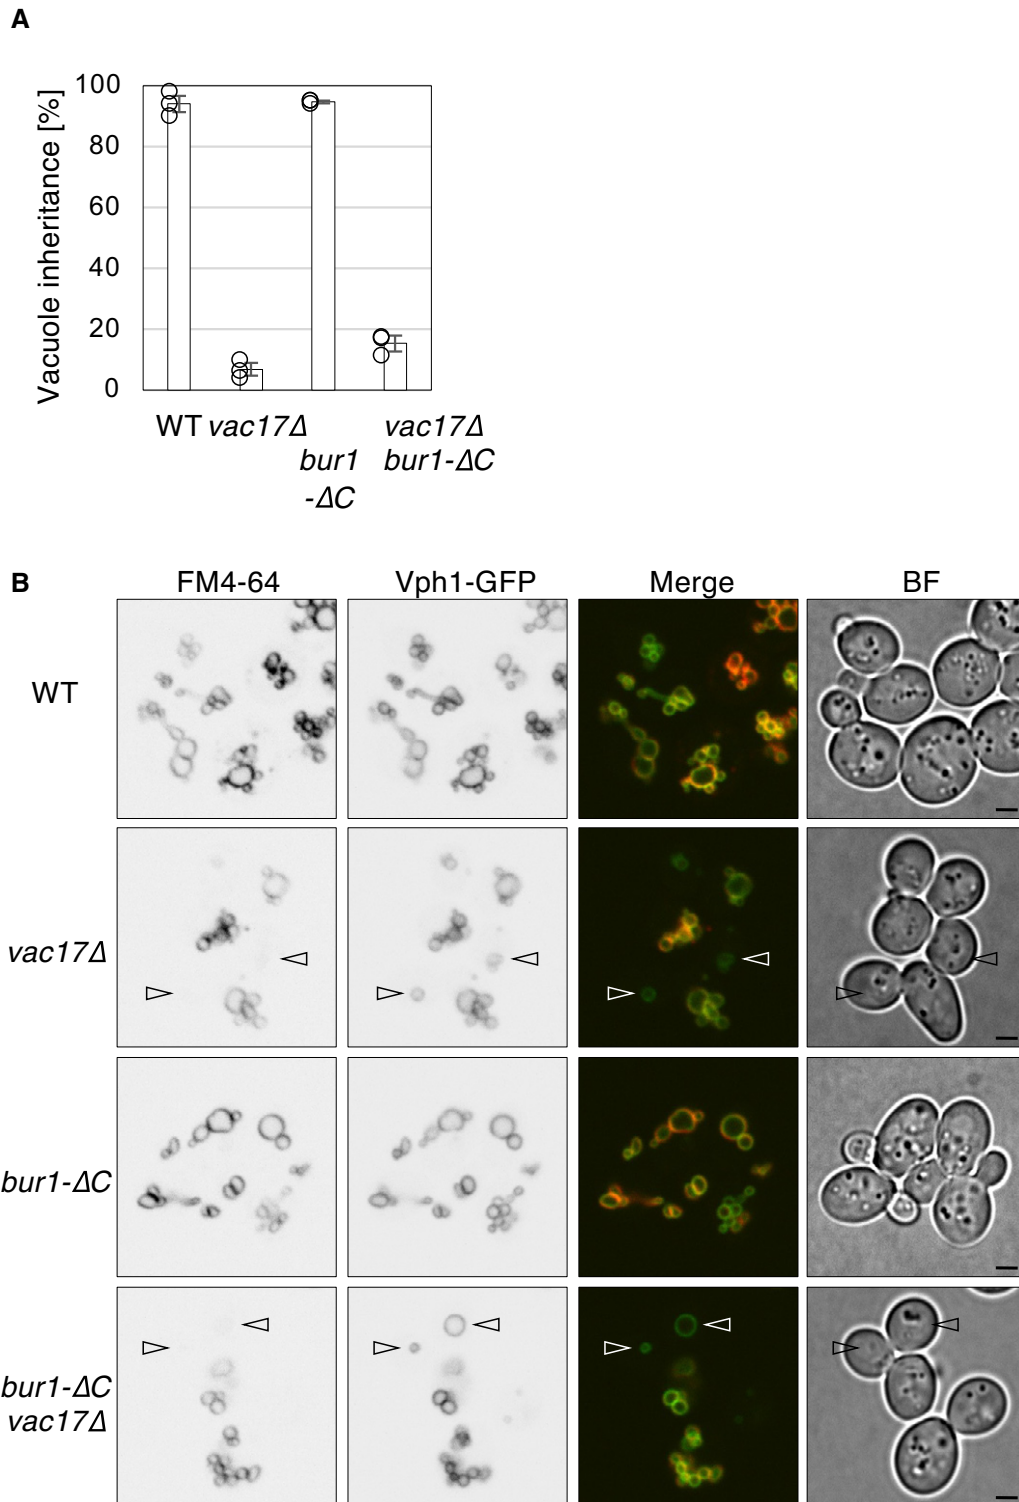 A
Vacuole inheritance [%]
100
80
60
40
20
0
WT vac17Δ bur1 -ΔC vac17Δ bur1-ΔC
B
FM4-64 Vph1-GFP Merge BF
WT
vac17Δ
bur1-ΔC
bur1-ΔC
vac17Δ